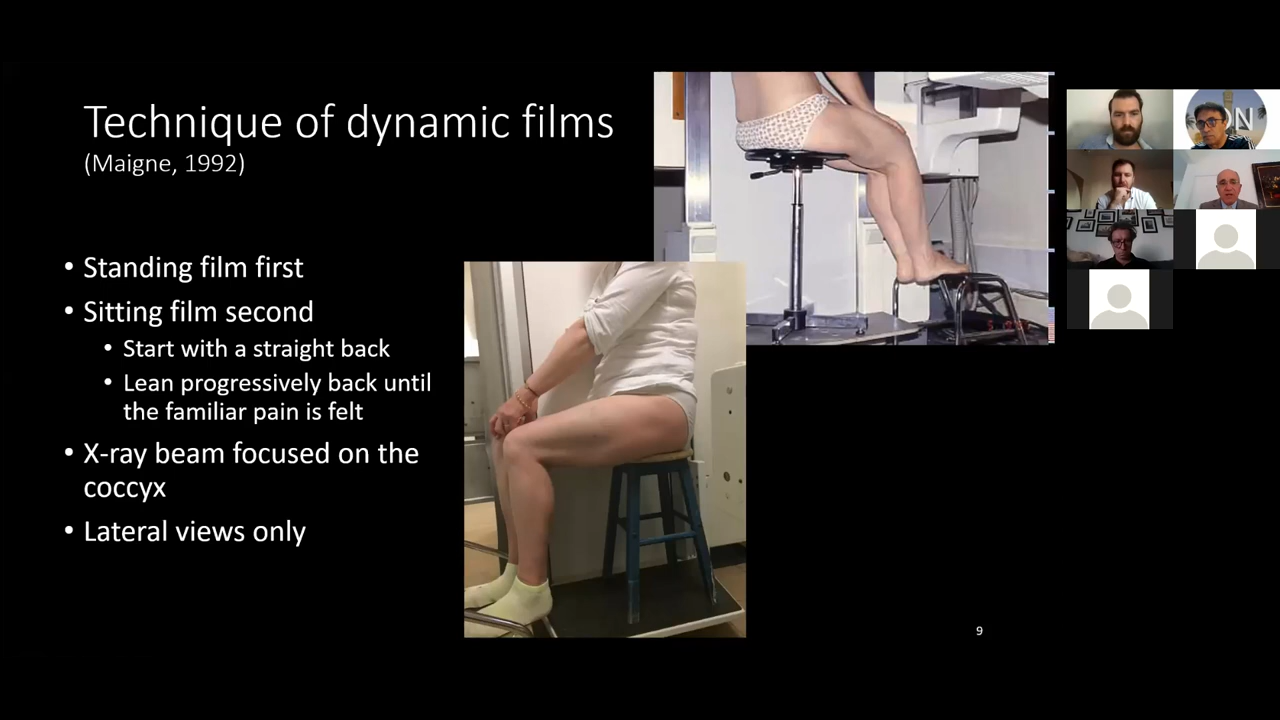 Technique of dynamic films
(Maigne, 1992)
• Standing film first
• Sitting film second
• Start with a straight back
• Lean progressively back until
the familiar pain is felt
• X-ray beam focused on the
coccyx
• Lateral views only
9